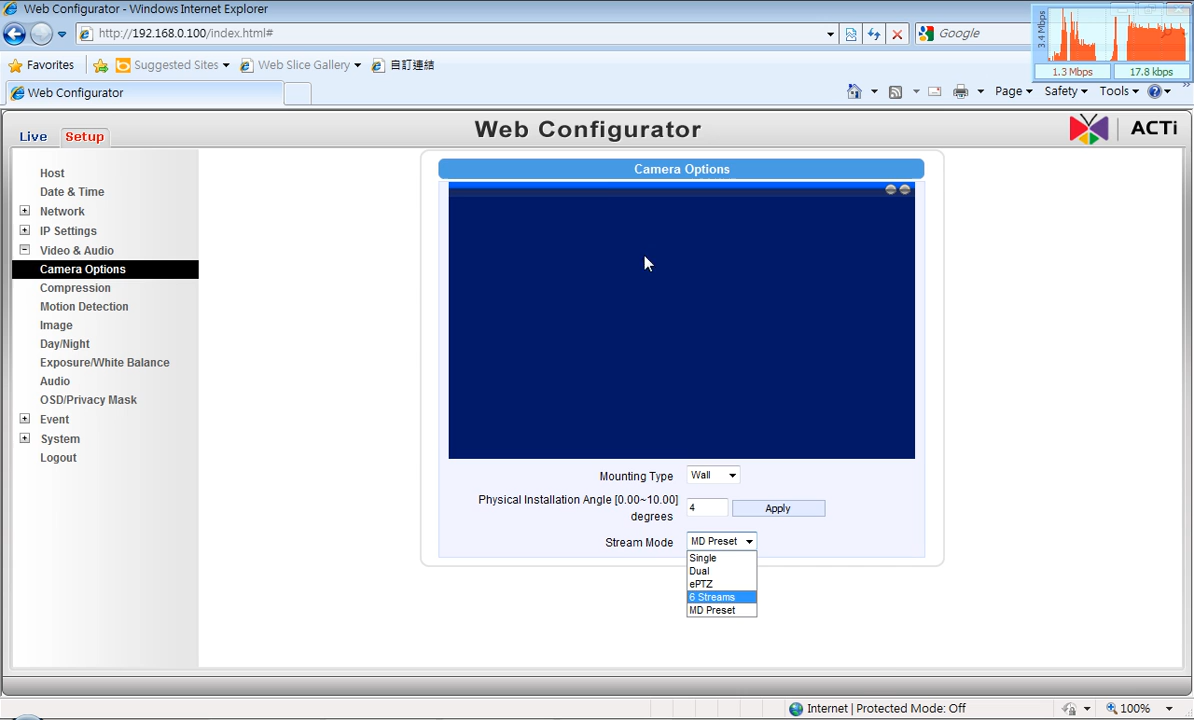 Web Configurator - Windows Internet Explorer
http://192.168.0.100/index.html#
Google
3.4 Mbps
1.3 Mbps
17.8 kbps
Favorites
Suggested Sites
Web Slice Gallery
自訂連結
Web Configurator
Page
Safety
Tools
Live
Setup
Web Configurator
ACTi
Host
Date & Time
Network
IP Settings
Video & Audio
Camera Options
Compression
Motion Detection
Image
Day/Night
Exposure/White Balance
Audio
OSD/Privacy Mask
Event
System
Logout
Camera Options
Mounting Type
Wall
Physical Installation Angle [0.00~10.00]
degrees
4
Apply
Stream Mode
MD Preset
Single
Dual
ePTZ
6 Streams
MD Preset
Internet | Protected Mode: Off
100%